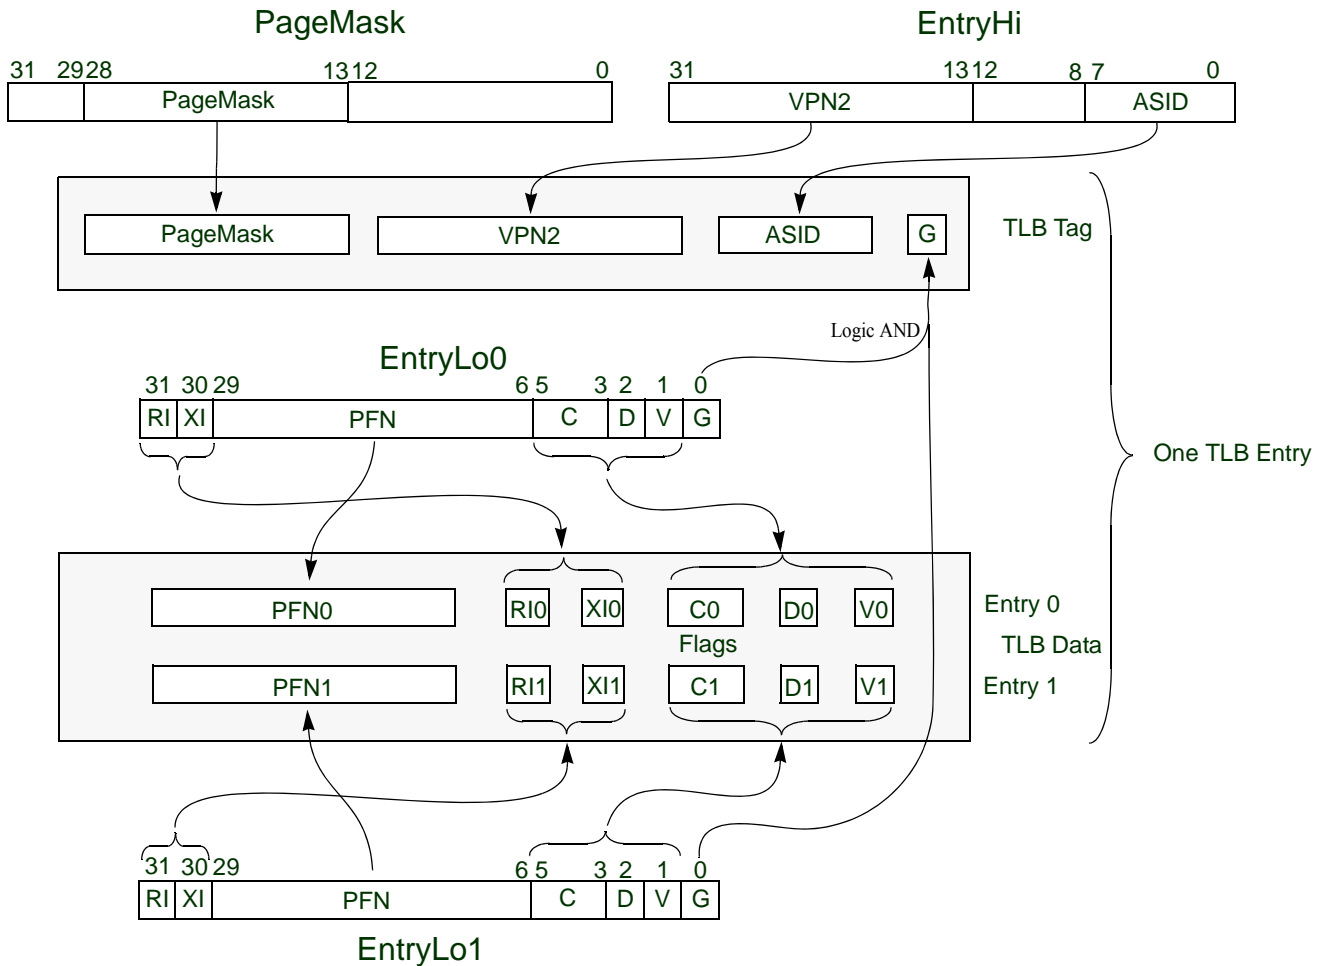 PageMask EntryHi
31 29 28 13 12 0 31 13 12 8 7 0
PageMask VPN2 ASID
PageMask VPN2 ASID G TLB Tag
Logic AND
EntryLo0
31 30 29 6 5 3 2 1 0
RI XI PFN C D V G
One TLB Entry
PFN0 RI0 XI0 C0 D0 V0 Entry 0
Flags TLB Data
PFN1 RI1 XI1 C1 D1 V1 Entry 1
31 30 29 6 5 3 2 1 0
RI XI PFN C D V G
EntryLo1